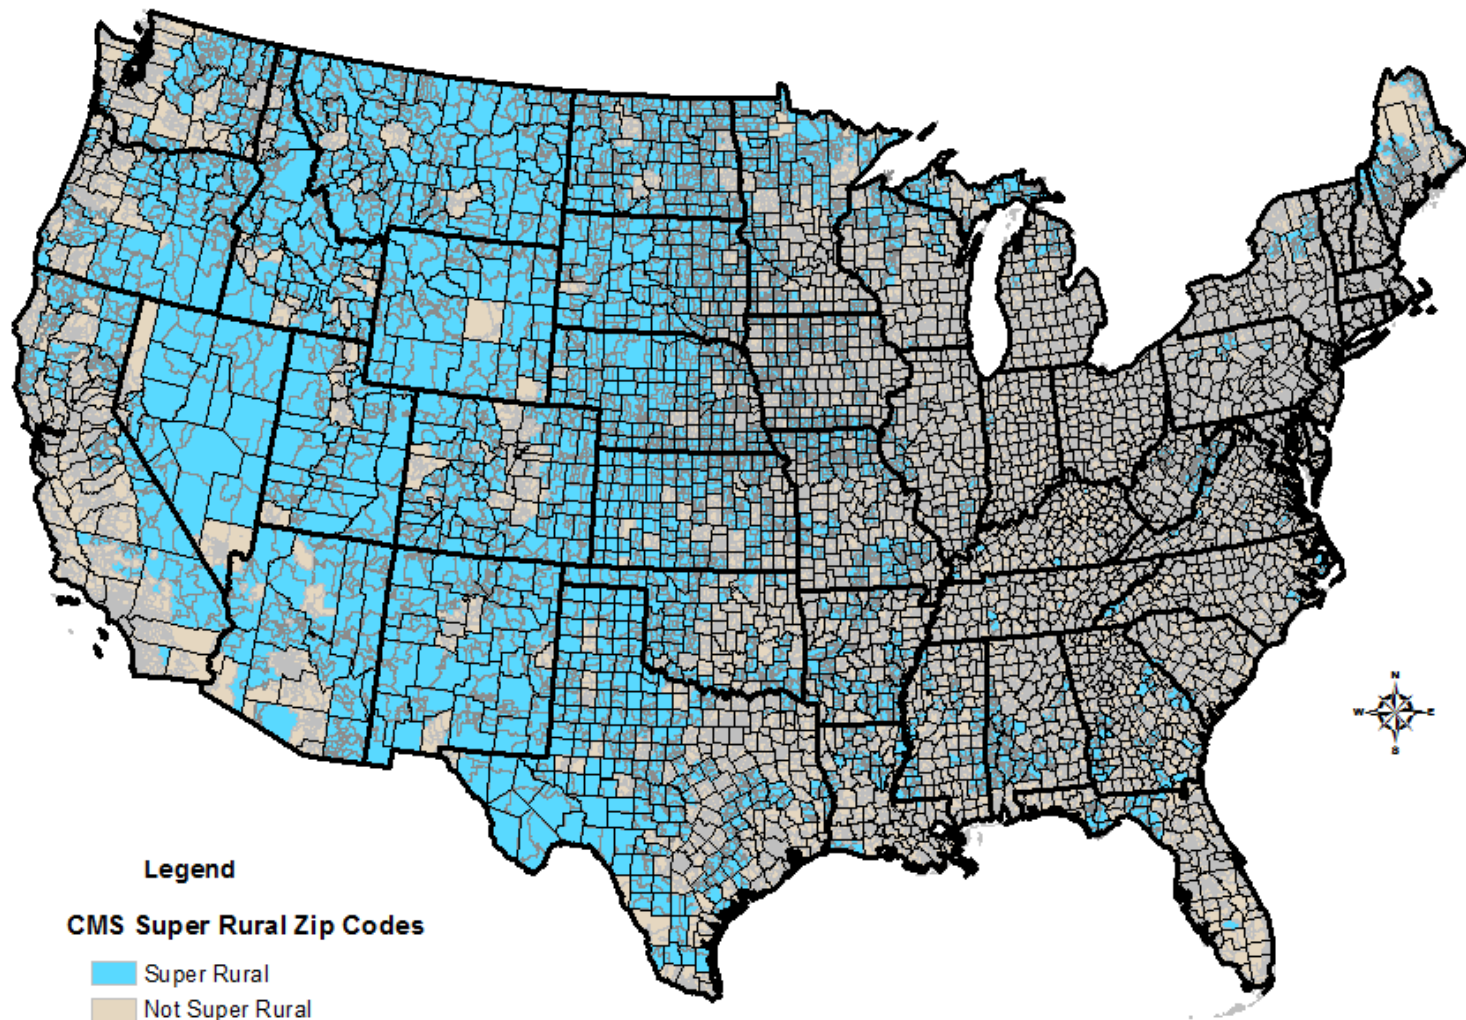 N
W E
S
Legend
CMS Super Rural Zip Codes
Super Rural
Not Super Rural